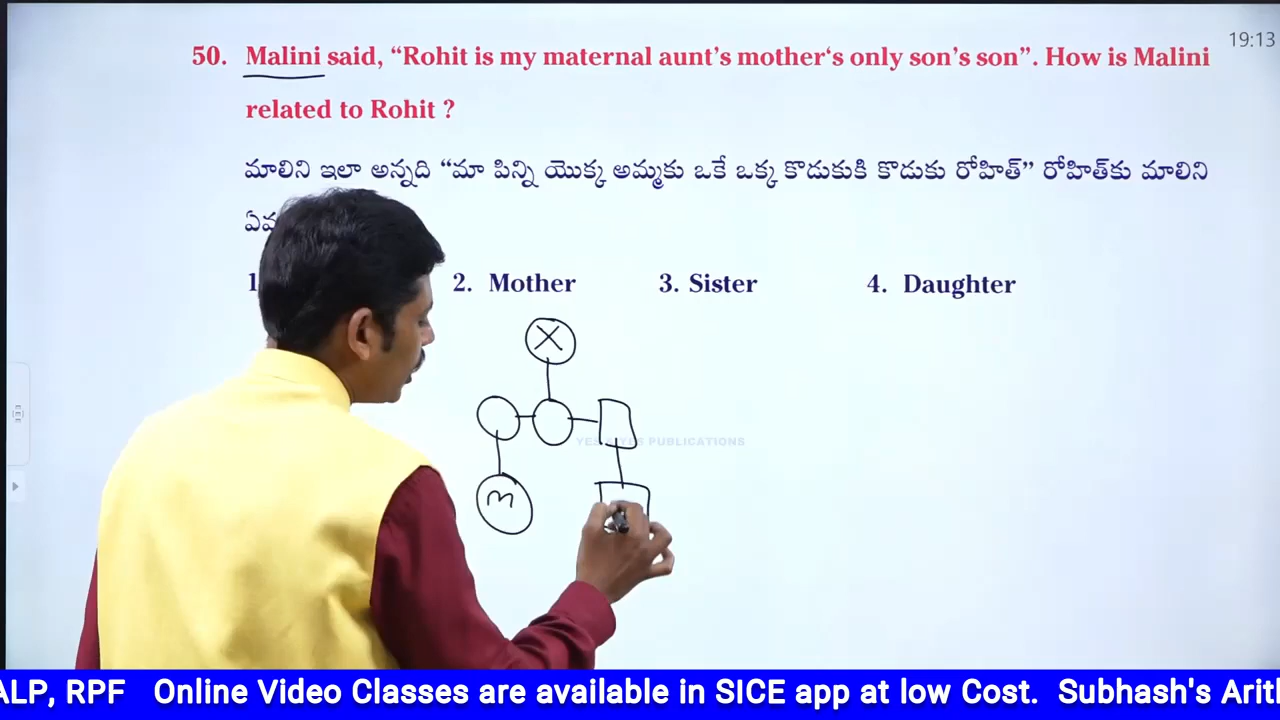 19:13
50. Malini said, “Rohit is my maternal aunt’s mother‘s only son’s son”. How is Malini
related to Rohit ?
మాలిని ఇలా అన్నది “మా పిన్ని యొక్క అమ్మకు ఒకే ఒక్క కొడుకుకి కొడుకు రోహిత్” రోహిత్‌కు మాలిని
1 2. Mother 3. Sister 4. Daughter
X
PUBLICATIONS
m
ALP, RPF Online Video Classes are available in SICE app at low Cost. Subhash's